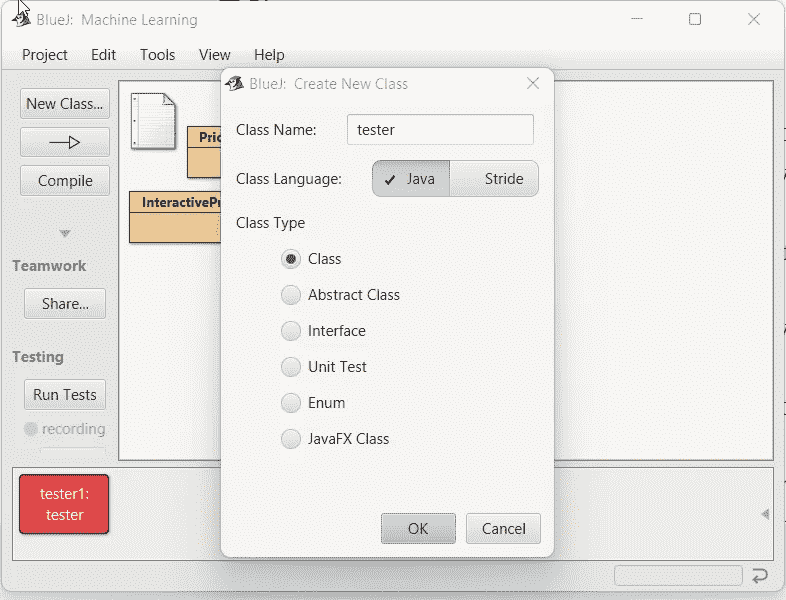 BlueJ: Machine Learning
Project Edit Tools View Help
New Class...
Compile
Teamwork
Share...
Testing
Run Tests
recording
InteractivePr
BlueJ: Create New Class
Class Name: tester
Class Language: Java Stride
Class Type
Class
Abstract Class
Interface
Unit Test
Enum
JavaFX Class
OK Cancel
tester1:
tester